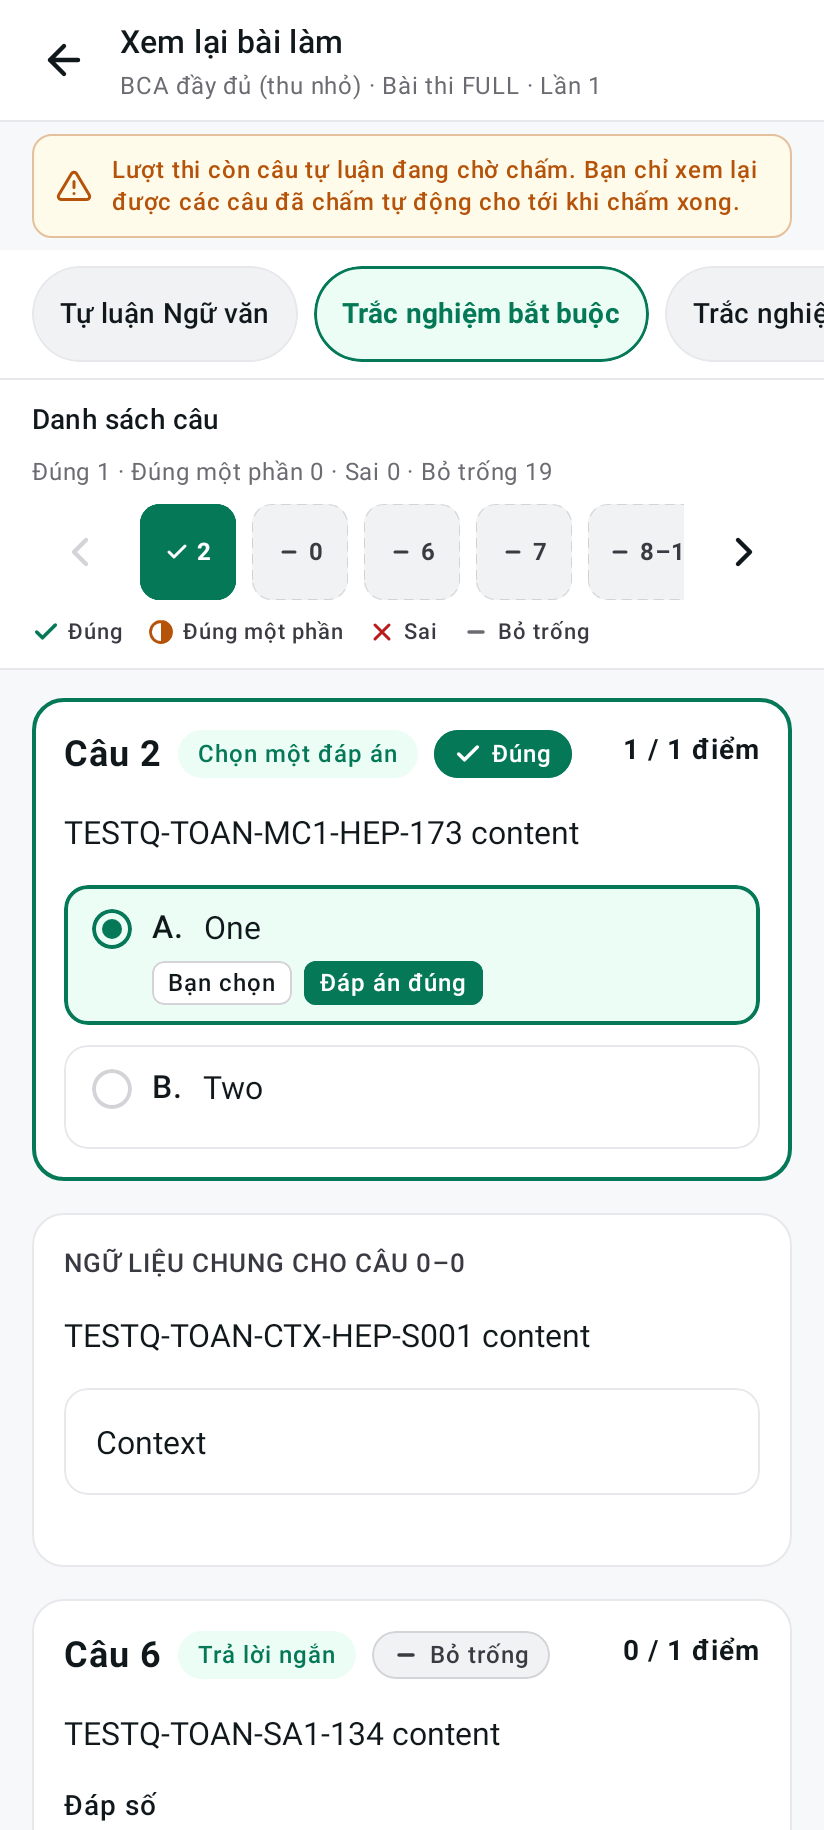 Xem lại bài làm
BCA đầy đủ (thu nhỏ) · Bài thi FULL · Lần 1
Lượt thi còn câu tự luận đang chờ chấm. Bạn chỉ xem lại
được các câu đã chấm tự động cho tới khi chấm xong.
Tự luận Ngữ văn
Trắc nghiệm bắt buộc
Trắc nghiệ
Danh sách câu
Đúng 1 · Đúng một phần 0 · Sai 0 · Bỏ trống 19
2
– 0
– 6
– 7
– 8–1
Đúng
Đúng một phần
Sai
– Bỏ trống
Câu 2
Chọn một đáp án
Đúng
1 / 1 điểm
TESTQ-TOAN-MC1-HEP-173 content
A. One
Bạn chọn
Đáp án đúng
B. Two
NGỮ LIỆU CHUNG CHO CÂU 0–0
TESTQ-TOAN-CTX-HEP-S001 content
Context
Câu 6
Trả lời ngắn
– Bỏ trống
0 / 1 điểm
TESTQ-TOAN-SA1-134 content
Đáp số